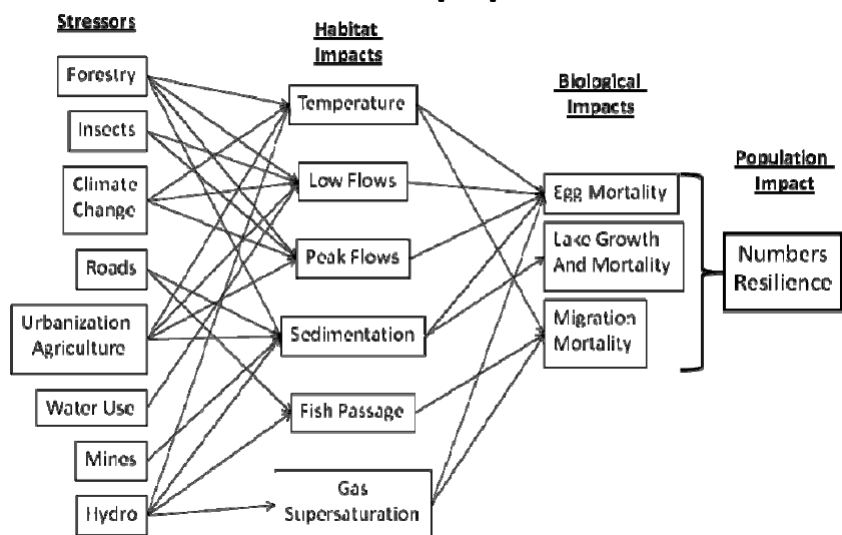 Stressors
Forestry
Insects
Climate
Change
Roads
Urbanization
Agriculture
Water Use
Mines
Hydro
Habitat
Impacts
Temperature
Low Flows
Peak Flows
Sedimentation
Fish Passage
Gas
Supersaturation
Biological
Impacts
Egg Mortality
Lake Growth
And Mortality
Migration
Mortality
Population
Impact
Numbers
Resilience